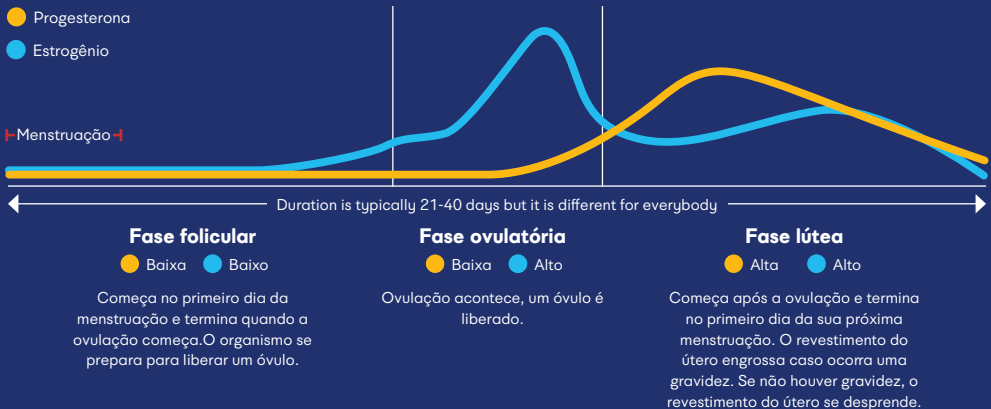 Progesterona
Estrogênio
Menstruação
Duration is typically 21-40 days but it is different for everybody
Fase folicular
Baixa Baixo
Começa no primeiro dia da
menstruação e termina quando a
ovulação começa.O organismo se
prepara para liberar um óvulo.
Fase ovulatória
Baixa Alto
Ovulação acontece, um óvulo é
liberado.
Fase lútea
Alta Alto
Começa após a ovulação e termina
no primeiro dia da sua próxima
menstruação. O revestimento do
útero engrossa caso ocorra uma
gravidez. Se não houver gravidez, o
revestimento do útero se desprende.